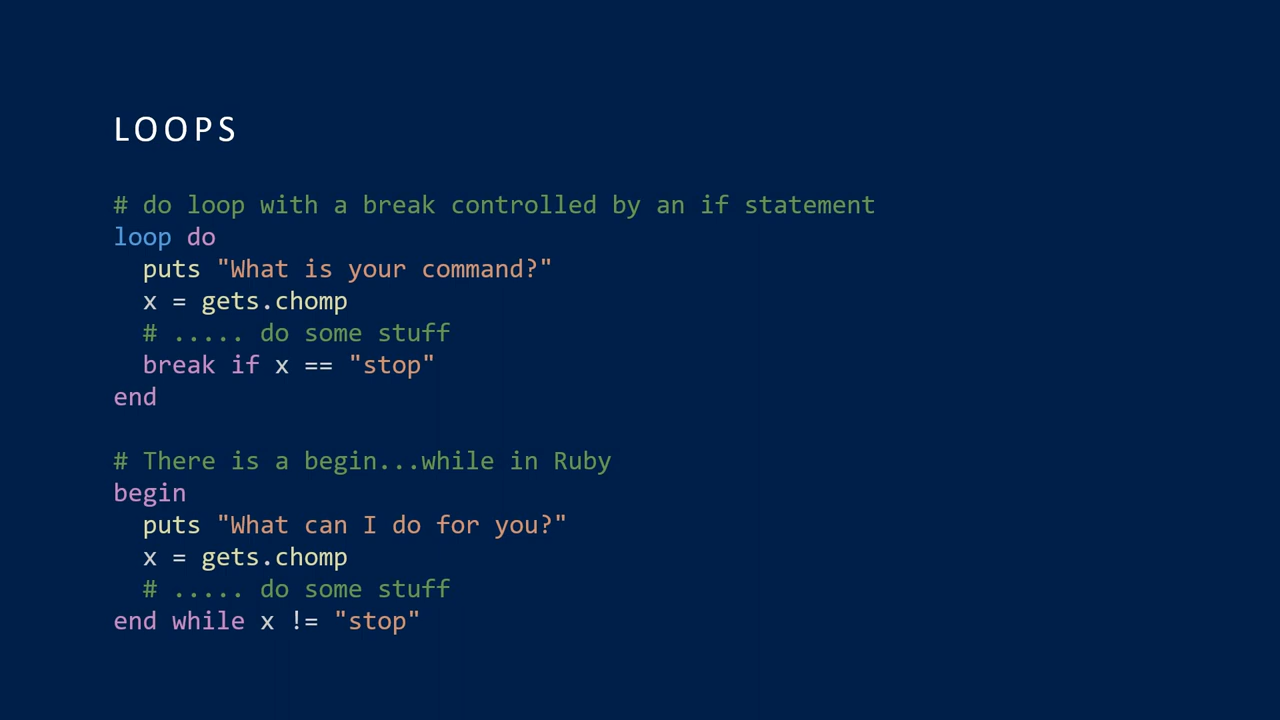 LOOPS
# do loop with a break controlled by an if statement
loop do
  puts "What is your command?"
  x = gets.chomp
  # ..... do some stuff
  break if x == "stop"
end
# There is a begin...while in Ruby
begin
  puts "What can I do for you?"
  x = gets.chomp
  # ..... do some stuff
end while x != "stop"